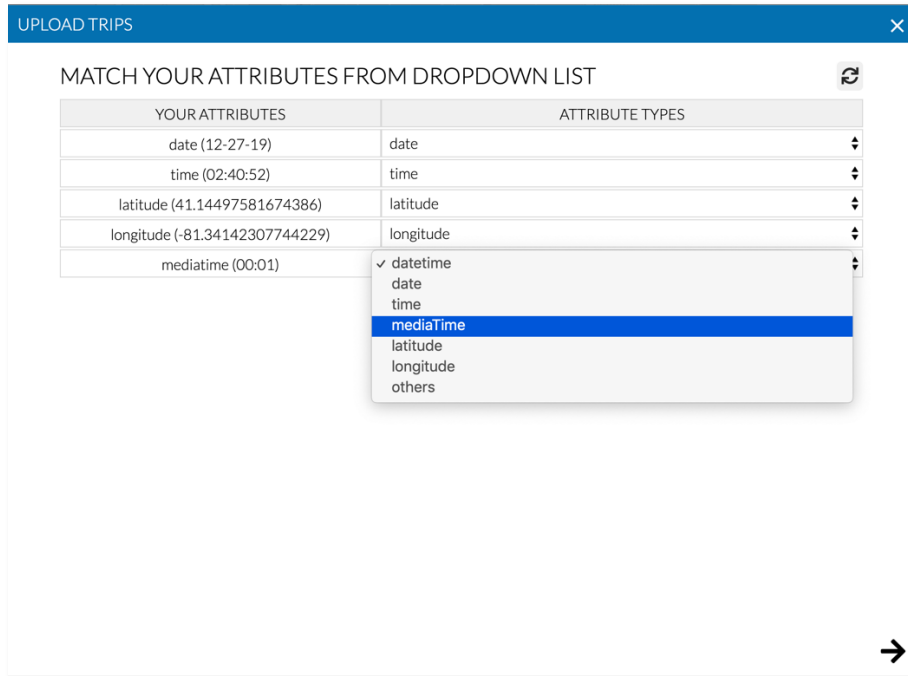 UPLOAD TRIPS
MATCH YOUR ATTRIBUTES FROM DROPDOWN LIST
YOUR ATTRIBUTES ATTRIBUTE TYPES
date (12-27-19) date
time (02:40:52) time
latitude (41.14497581674386) latitude
longitude (-81.34142307744229) longitude
mediatime (00:01)
✓ datetime
date
time
mediaTime
latitude
longitude
others